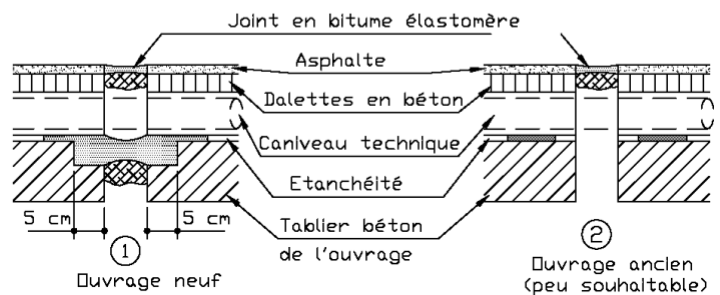 Joint en bitume élastomère
Asphalte
Dalettes en béton
Caniveau technique
Etanchéité
5 cm
5 cm
Tablier béton
de l'ouvrage
1
Ouvrage neuf
2
Ouvrage ancien
(peu souhaltable)